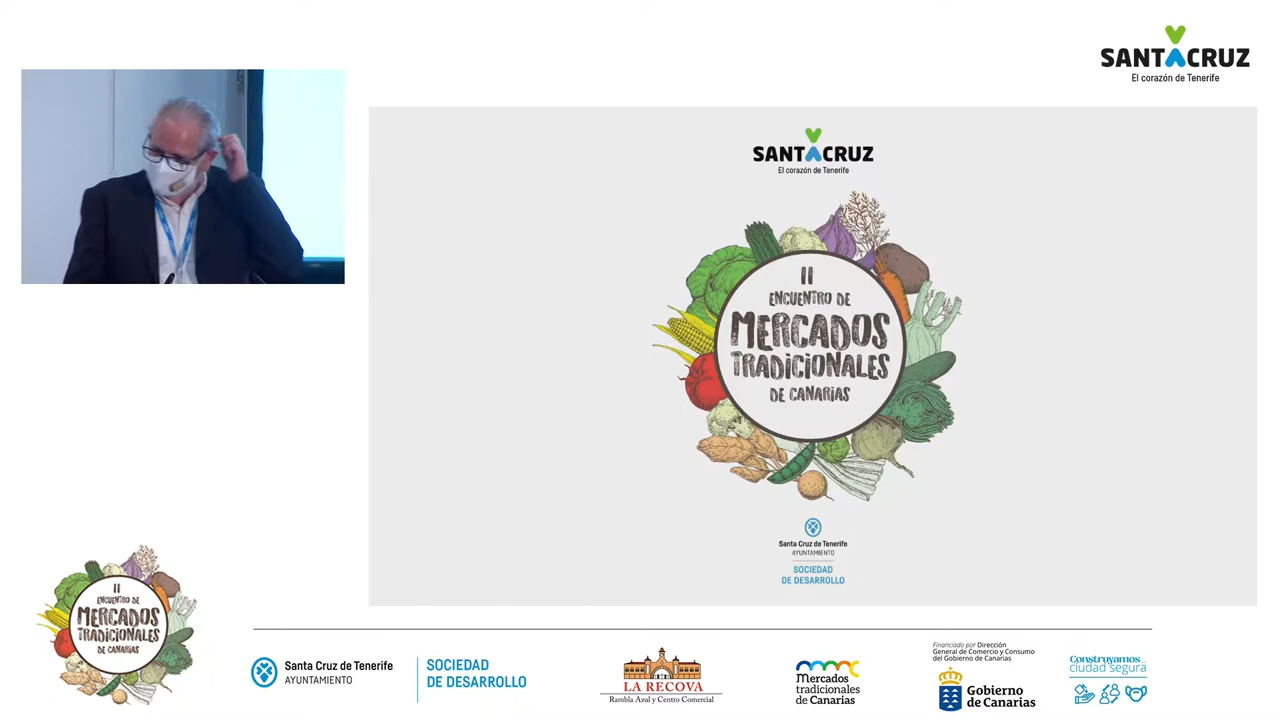 SANTACRUZ
El corazón de Tenerife
SANTACRUZ
El corazón de Tenerife
II
ENCUENTRO DE
MERCADOS
TRADICIONALES
DE CANARIAS
Santa Cruz de Tenerife
AYUNTAMIENTO
SOCIEDAD
DE DESARROLLO
II
ENCUENTRO DE
MERCADOS
TRADICIONALES
DE CANARIAS
Santa Cruz de Tenerife
AYUNTAMIENTO
SOCIEDAD
DE DESARROLLO
LA RECOVA
Rambla Azul y Centro Comercial
Mercados
tradicionales
de Canarias
Financiado por Dirección
General de Comercio y Consumo
del Gobierno de Canarias
Gobierno
de Canarias
Construyamos
ciudad segura